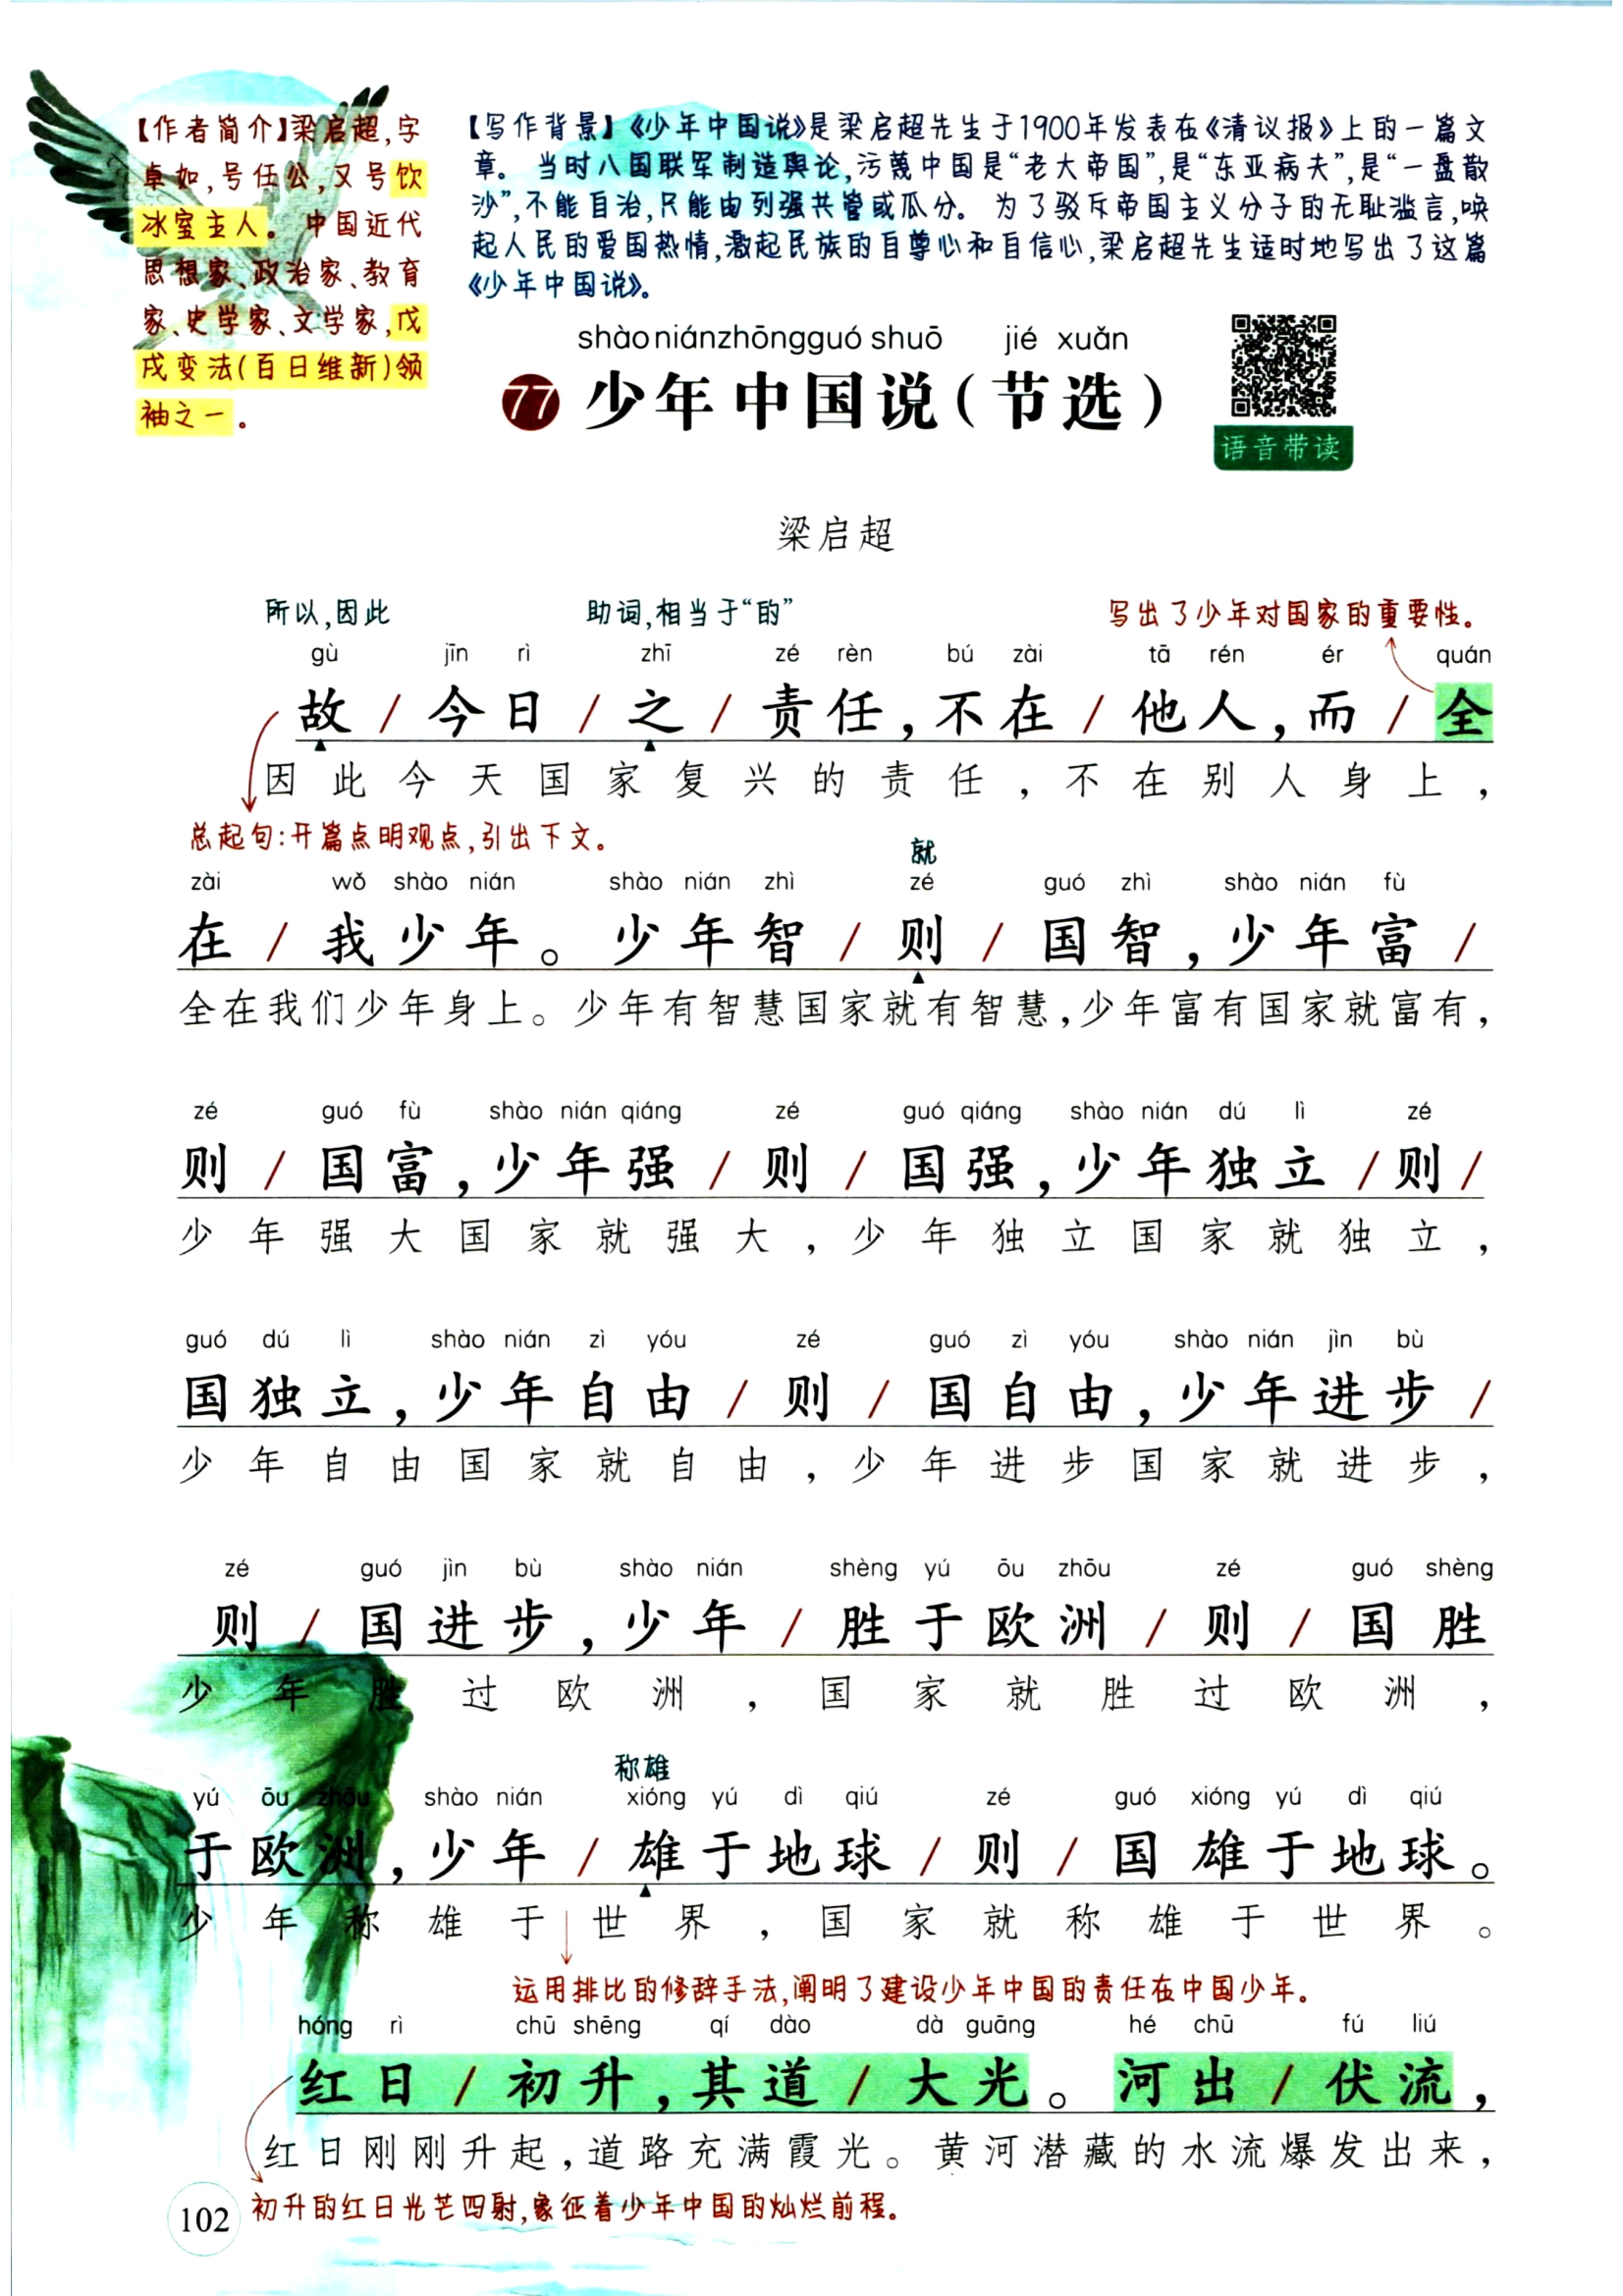 【作者简介】梁启超,字
卓如,号任公,又号饮
冰室主人。中国近代
思想家、政治家、教育
家、史学家、文学家,戊
戌变法(百日维新)领
袖之一。
【写作背景】《少年中国说》是梁启超先生于1900年发表在《清议报》上的一篇文
章。当时八国联军制造舆论,污蔑中国是“老大帝国”,是“东亚病夫”,是“一盘散
沙”,不能自治,只能由列强共管或瓜分。为了驳斥帝国主义分子的无耻滥言,唤
起人民的爱国热情,激起民族的自尊心和自信心,梁启超先生适时地写出了这篇
《少年中国说》。
shào nián zhōng guó shuō jié xuǎn
77 少年中国说(节选)
语音带读
梁启超
所以,因此 助词,相当于“的” 写出了少年对国家的重要性。
gù jīn rì zhī zé rèn bú zài tā rén ér quán
故 / 今日 / 之 / 责任,不在 / 他人,而 / 全
因此今天国家复兴的责任,不在别人身上,
总起句:开篇点明观点,引出下文。
就
zài wǒ shào nián shào nián zhì zé guó zhì shào nián fù
在 / 我少年。少年智 / 则 / 国智,少年富 /
全在我们少年身上。少年有智慧国家就有智慧,少年富有国家就富有,
zé guó fù shào nián qiáng zé guó qiáng shào nián dú lì zé
则 / 国富,少年强 / 则 / 国强,少年独立 / 则 /
少年强大国家就强大,少年独立国家就独立,
guó dú lì shào nián zì yóu zé guó zì yóu shào nián jìn bù
国独立,少年自由 / 则 / 国自由,少年进步 /
少年自由国家就自由,少年进步国家就进步,
zé guó jìn bù shào nián shèng yú ōu zhōu zé guó shèng
则 / 国进步,少年 / 胜于欧洲 / 则 / 国胜
少年胜过欧洲,国家就胜过欧洲,
称雄
yú ōu zhōu shào nián xióng yú dì qiú zé guó xióng yú dì qiú
于欧洲,少年 / 雄于地球 / 则 / 国雄于地球。
少年称雄于世界,国家就称雄于世界。
运用排比的修辞手法,阐明了建设少年中国的责任在中国少年。
hóng rì chū shēng qí dào dà guāng hé chū fú liú
红日 / 初升,其道 / 大光。河出 / 伏流,
红日刚刚升起,道路充满霞光。黄河潜藏的水流爆发出来,
初升的红日光芒四射,象征着少年中国的灿烂前程。
102